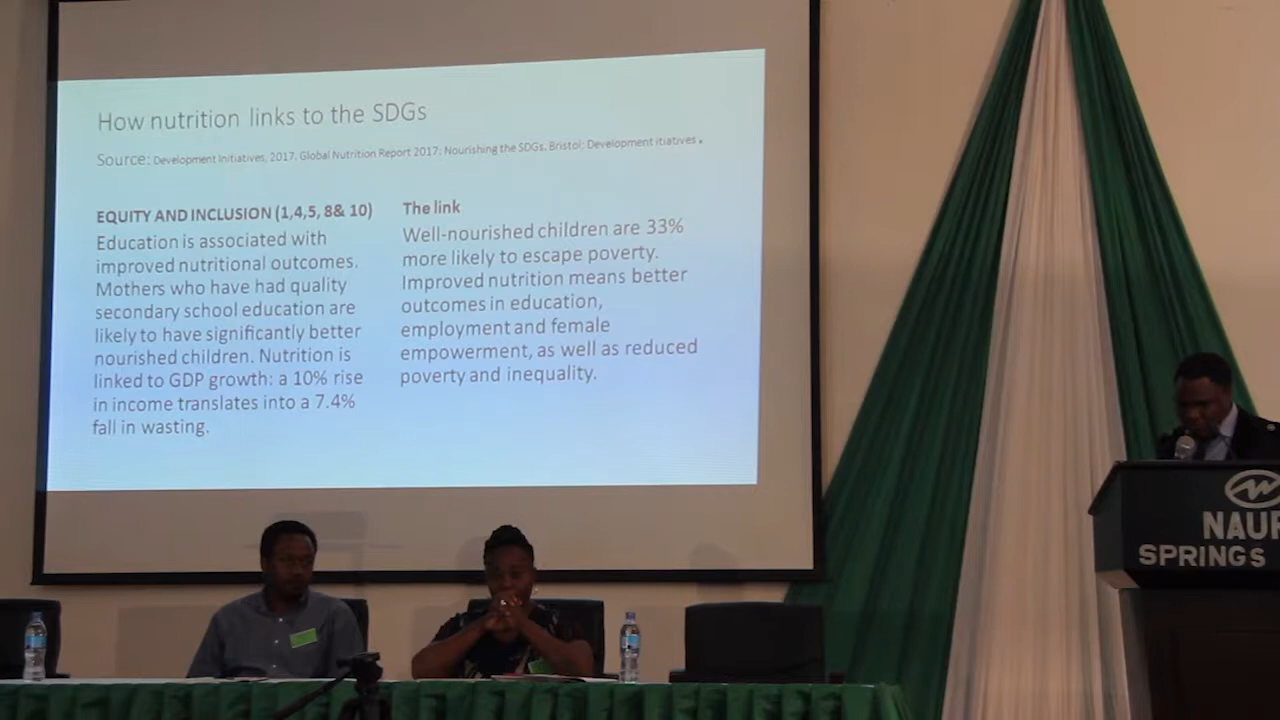 How nutrition links to the SDGs
Source: Development Initiatives, 2017. Global Nutrition Report 2017: Nourishing the SDGs. Bristol: Development itiatives .
EQUITY AND INCLUSION (1,4,5, 8& 10)
Education is associated with
improved nutritional outcomes.
Mothers who have had quality
secondary school education are
likely to have significantly better
nourished children. Nutrition is
linked to GDP growth: a 10% rise
in income translates into a 7.4%
fall in wasting.
The link
Well-nourished children are 33%
more likely to escape poverty.
Improved nutrition means better
outcomes in education,
employment and female
empowerment, as well as reduced
poverty and inequality.
SPRINGS